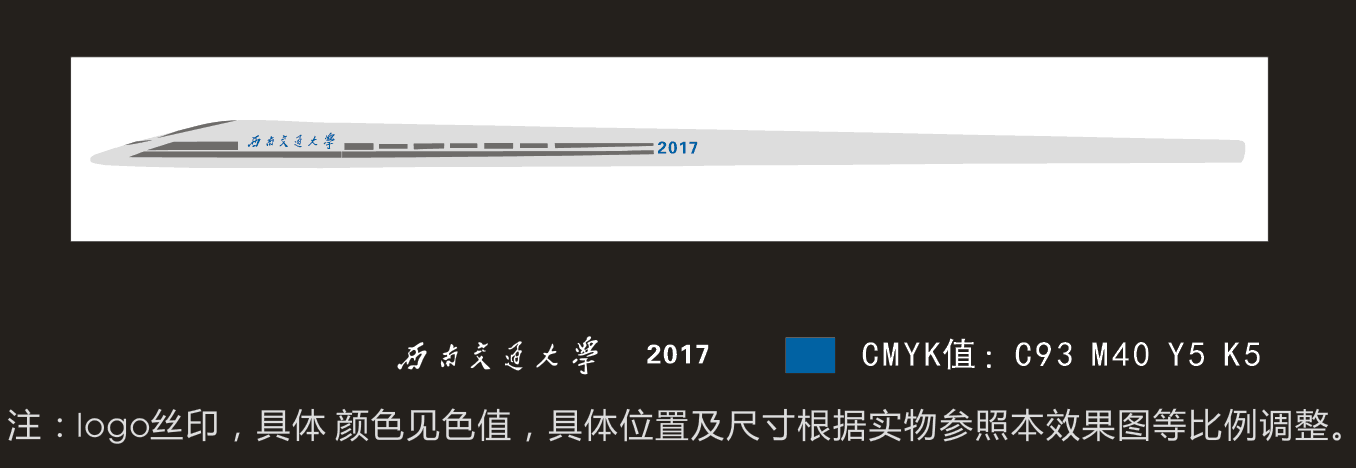 西南交通大學
2017
西南交通大學 2017 CMYK值：C93 M40 Y5 K5
注：logo丝印，具体 颜色见色值，具体位置及尺寸根据实物参照本效果图等比例调整。